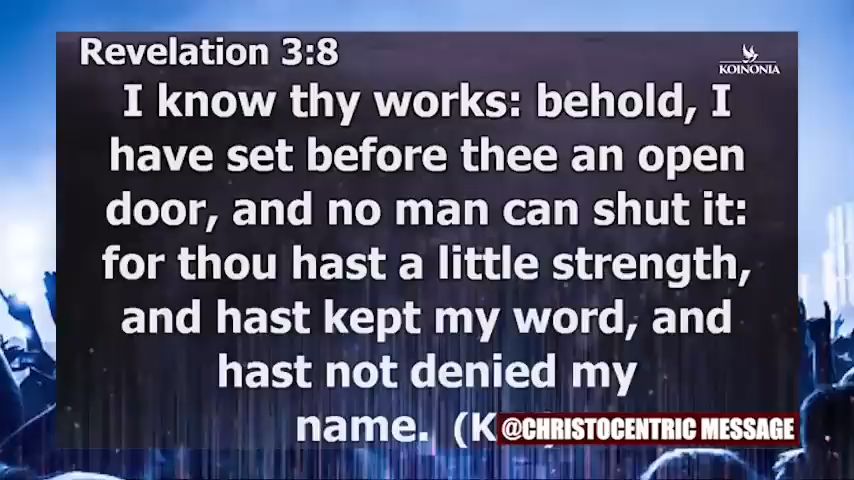 Revelation 3:8
KOINONIA
I know thy works: behold, I
have set before thee an open
door, and no man can shut it:
for thou hast a little strength,
and hast kept my word, and
hast not denied my
name. (K
@CHRISTOCENTRIC MESSAGE